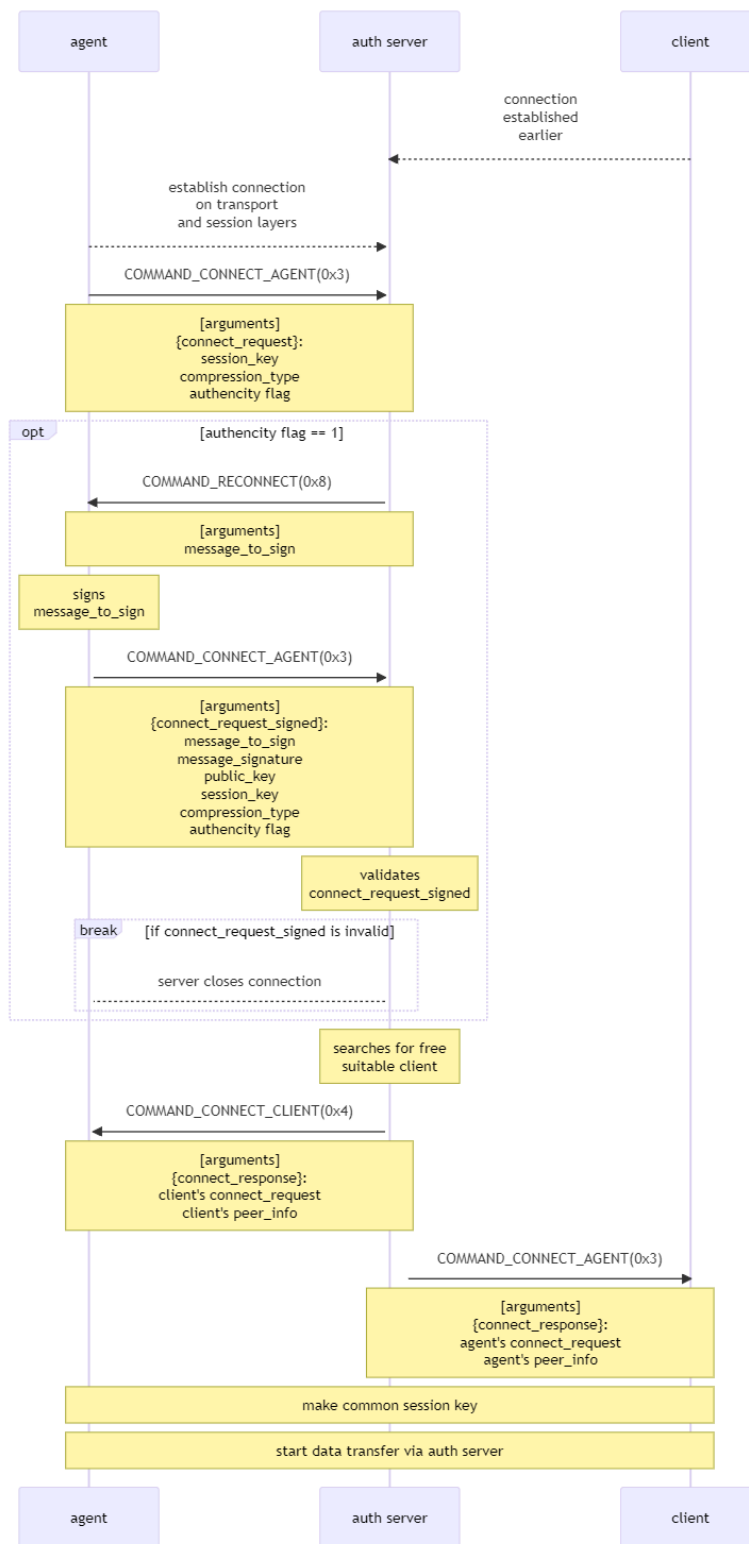 agent
auth server
client
connection
established
earlier
establish connection
on transport
and session layers
COMMAND_CONNECT_AGENT(0x3)
[arguments]
{connect_request}:
session_key
compression_type
authencity flag
opt
[authencity flag == 1]
COMMAND_RECONNECT(0x8)
[arguments]
message_to_sign
signs
message_to_sign
COMMAND_CONNECT_AGENT(0x3)
[arguments]
{connect_request_signed}:
message_to_sign
message_signature
public_key
session_key
compression_type
authencity flag
validates
connect_request_signed
break
[if connect_request_signed is invalid]
server closes connection
searches for free
suitable client
COMMAND_CONNECT_CLIENT(0x4)
[arguments]
{connect_response}:
client's connect_request
client's peer_info
COMMAND_CONNECT_AGENT(0x3)
[arguments]
{connect_response}:
agent's connect_request
agent's peer_info
make common session key
start data transfer via auth server
agent
auth server
client